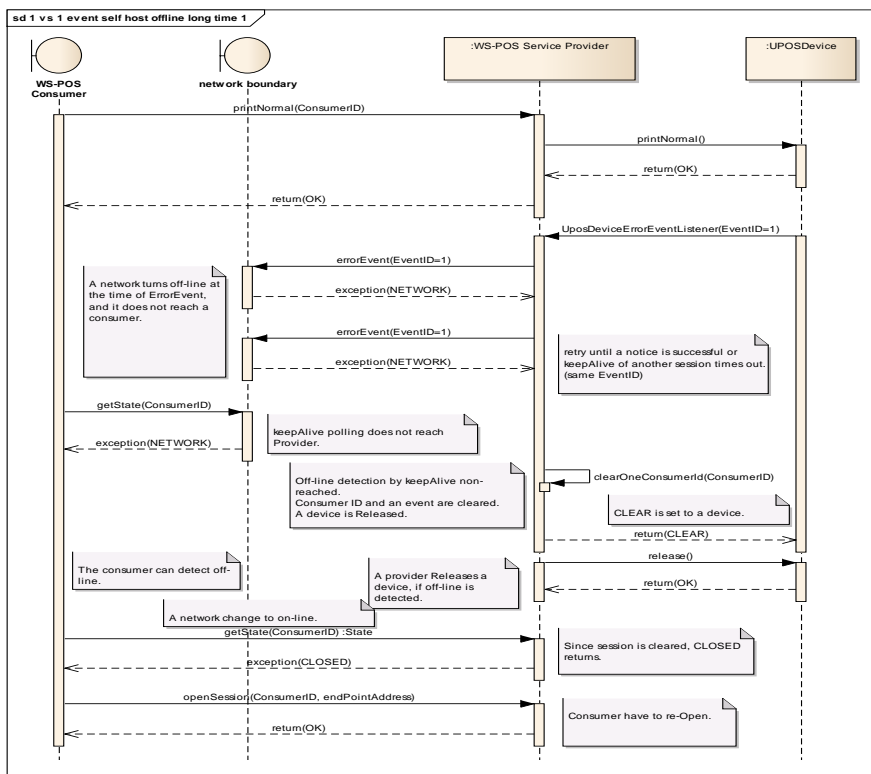 sd 1 vs 1 event self host offline long time 1
WS-POS
Consumer
network boundary
:WS-POS Service Provider
:UPOSDevice
printNormal(ConsumerID)
printNormal()
return(OK)
return(OK)
UposDeviceErrorEventListener(EventID=1)
errorEvent(EventID=1)
A network turns off-line at
the time of ErrorEvent,
and it does not reach a
consumer.
exception(NETWORK)
errorEvent(EventID=1)
exception(NETWORK)
retry until a notice is successful or
keepAlive of another session times out.
(same EventID)
getState(ConsumerID)
exception(NETWORK)
keepAlive polling does not reach
Provider.
Off-line detection by keepAlive non-
reached.
Consumer ID and an event are cleared.
A device is Released.
clearOneConsumerId(ConsumerID)
CLEAR is set to a device.
return(CLEAR)
The consumer can detect off-
line.
release()
A provider Releases a
device, if off-line is
detected.
return(OK)
A network change to on-line.
getState(ConsumerID) :State
Since session is cleared, CLOSED
returns.
exception(CLOSED)
openSession(ConsumerID, endPointAddress)
Consumer have to re-Open.
return(OK)